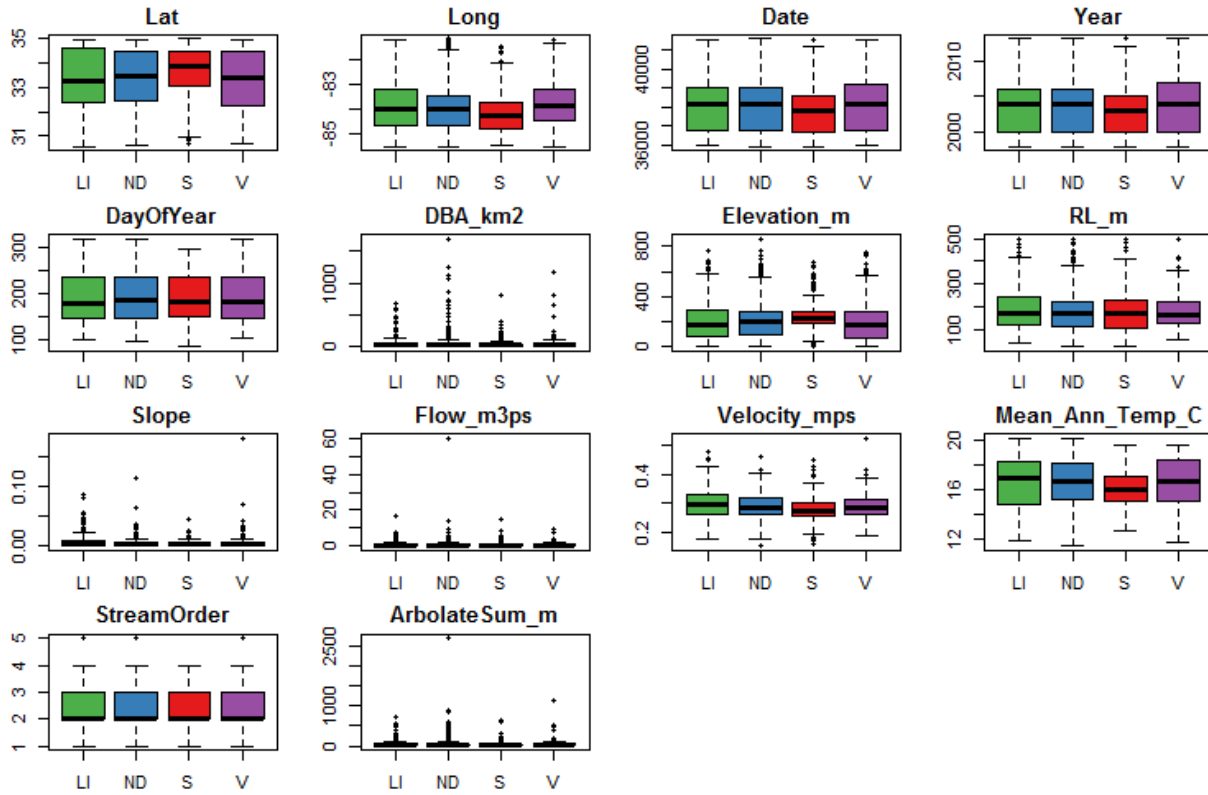 Lat
31 33 35
LI ND S V
Long
-85 -83
LI ND S V
Date
36000 40000
LI ND S V
Year
2000 2010
LI ND S V
DayOfYear
100 200 300
LI ND S V
DBA_km2
0 1000
LI ND S V
Elevation_m
0 400 800
LI ND S V
RL_m
100 300 500
LI ND S V
Slope
0.00 0.10
LI ND S V
Flow_m3ps
0 20 40 60
LI ND S V
Velocity_mps
0.2 0.4
LI ND S V
Mean_Ann_Temp_C
12 16 20
LI ND S V
StreamOrder
1 2 3 4 5
LI ND S V
ArbolateSum_m
0 1000 2500
LI ND S V